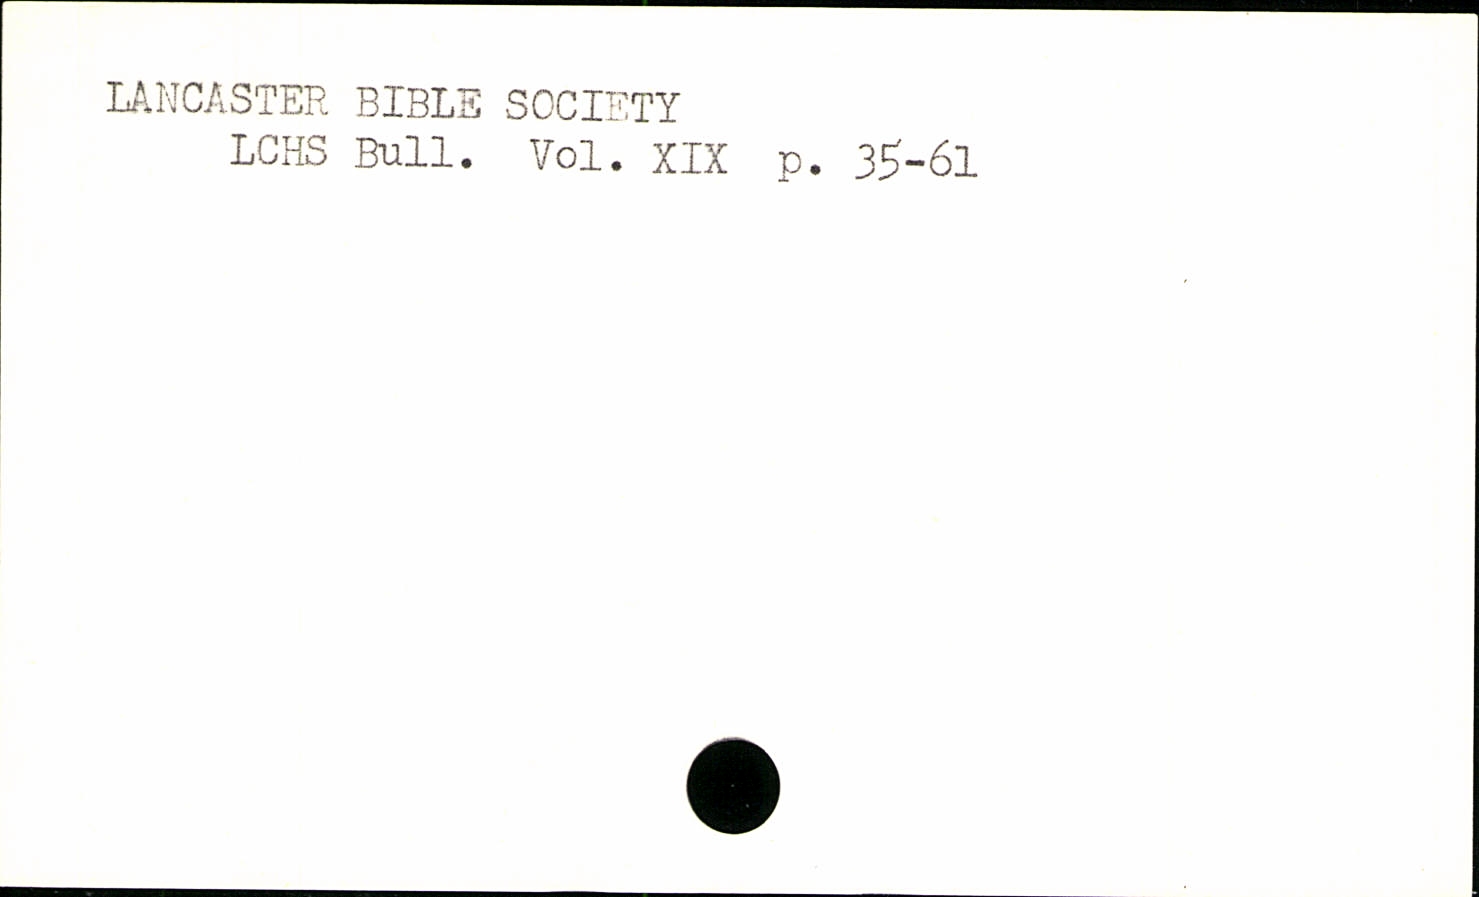 LANCASTER BIBLE SOCIETY
LCHS Bull. Vol. XIX p. 35-61